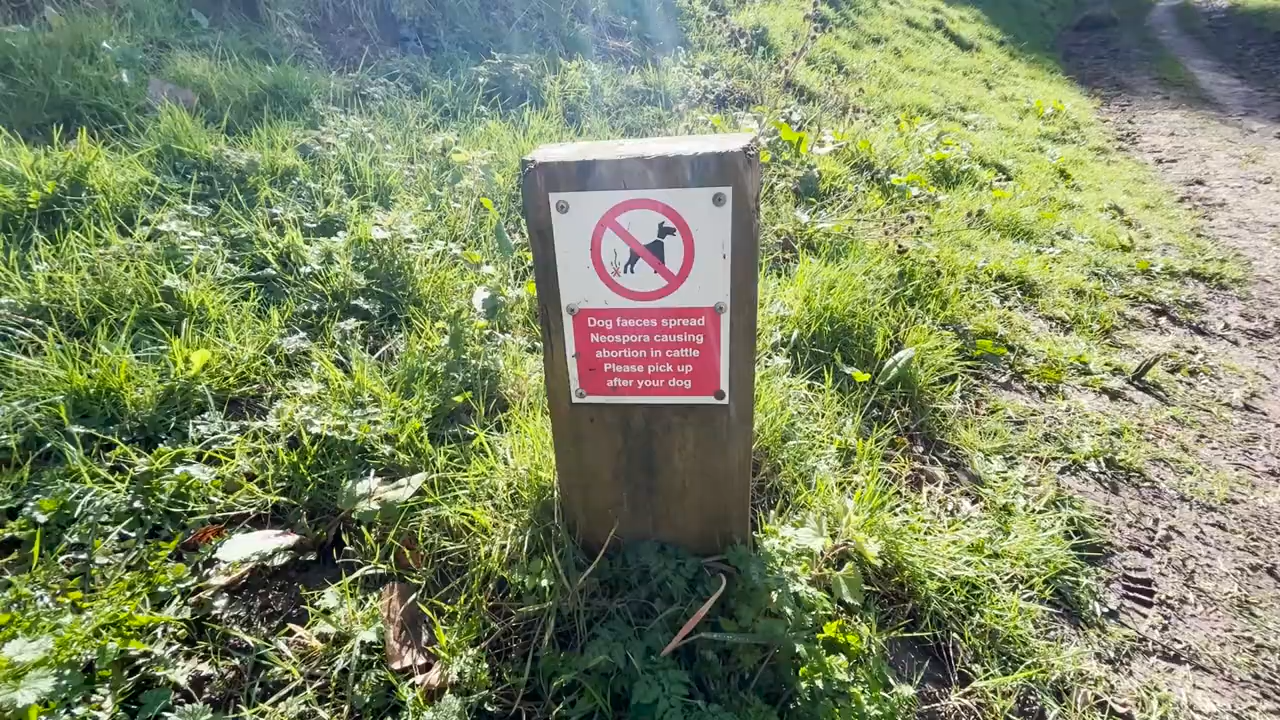 Dog faeces spread
Neospora causing
abortion in cattle
Please pick up
after your dog